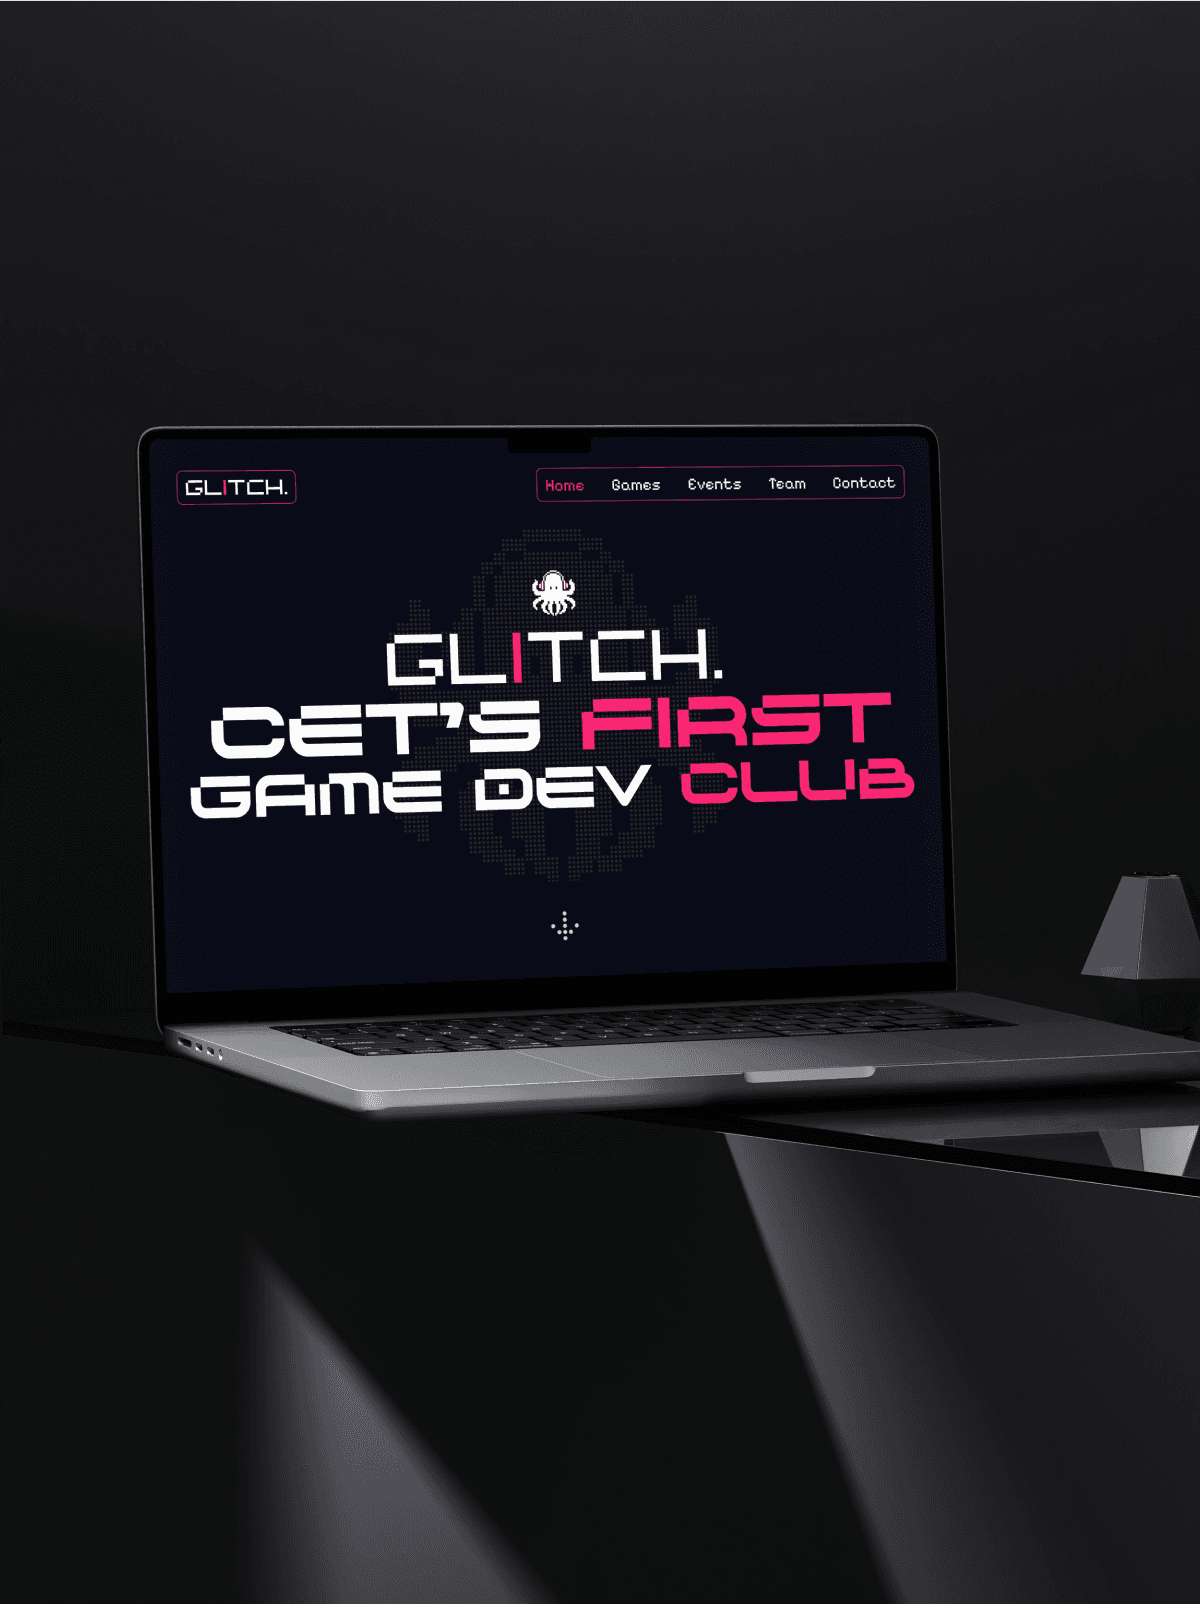 GLITCH.
Home Games Events Team Contact
GLITCH.
CET'S FIRST
GAME DEV CLUB